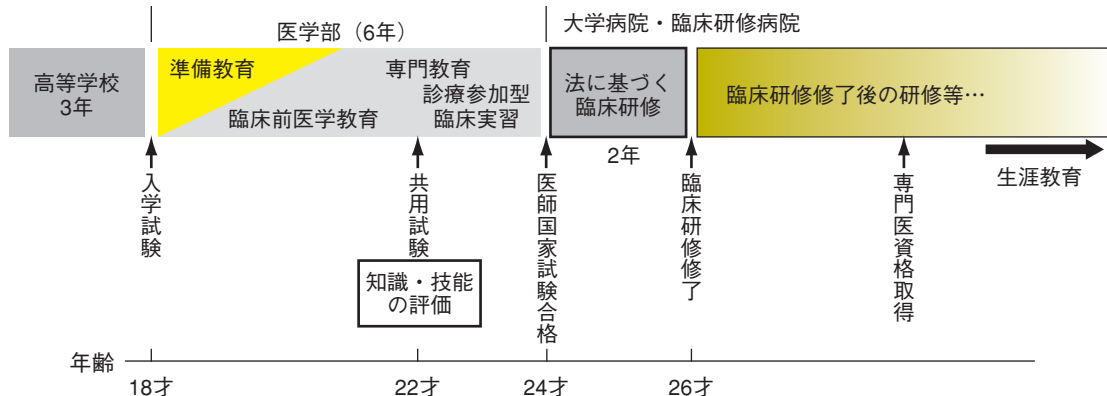 医学部（6年）
大学病院・臨床研修病院
高等学校
3年
準備教育
臨床前医学教育
専門教育
診療参加型
臨床実習
法に基づく
臨床研修
2年
臨床研修修了後の研修等…
生涯教育
入学試験
共用試験
知識・技能
の評価
医師国家試験合格
臨床研修修了
専門医資格取得
年齢
18才
22才
24才
26才